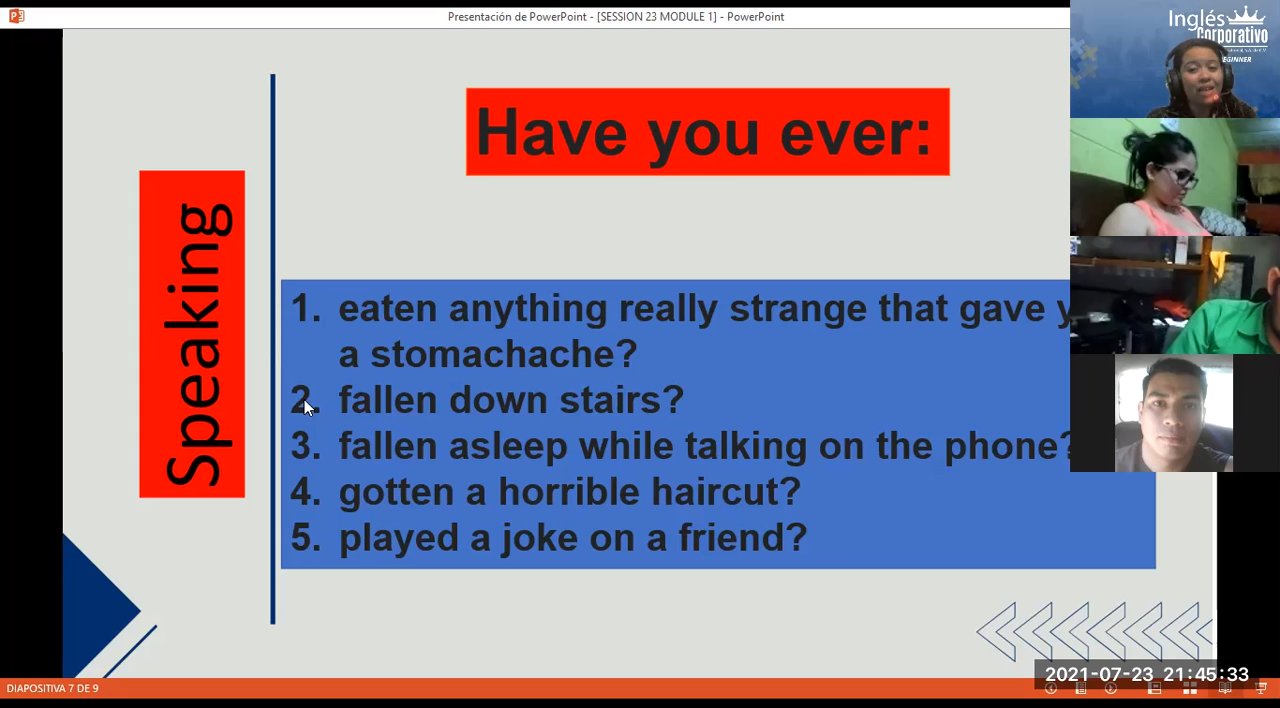 Presentación de PowerPoint - [SESSION 23 MODULE 1] - PowerPoint
Inglés
Corporativo
EGINNER
Have you ever:
Speaking
1. eaten anything really strange that gave y
a stomachache?
2. fallen down stairs?
3. fallen asleep while talking on the phone?
4. gotten a horrible haircut?
5. played a joke on a friend?
2021-07-23 21:45:33
DIAPOSITIVA 7 DE 9